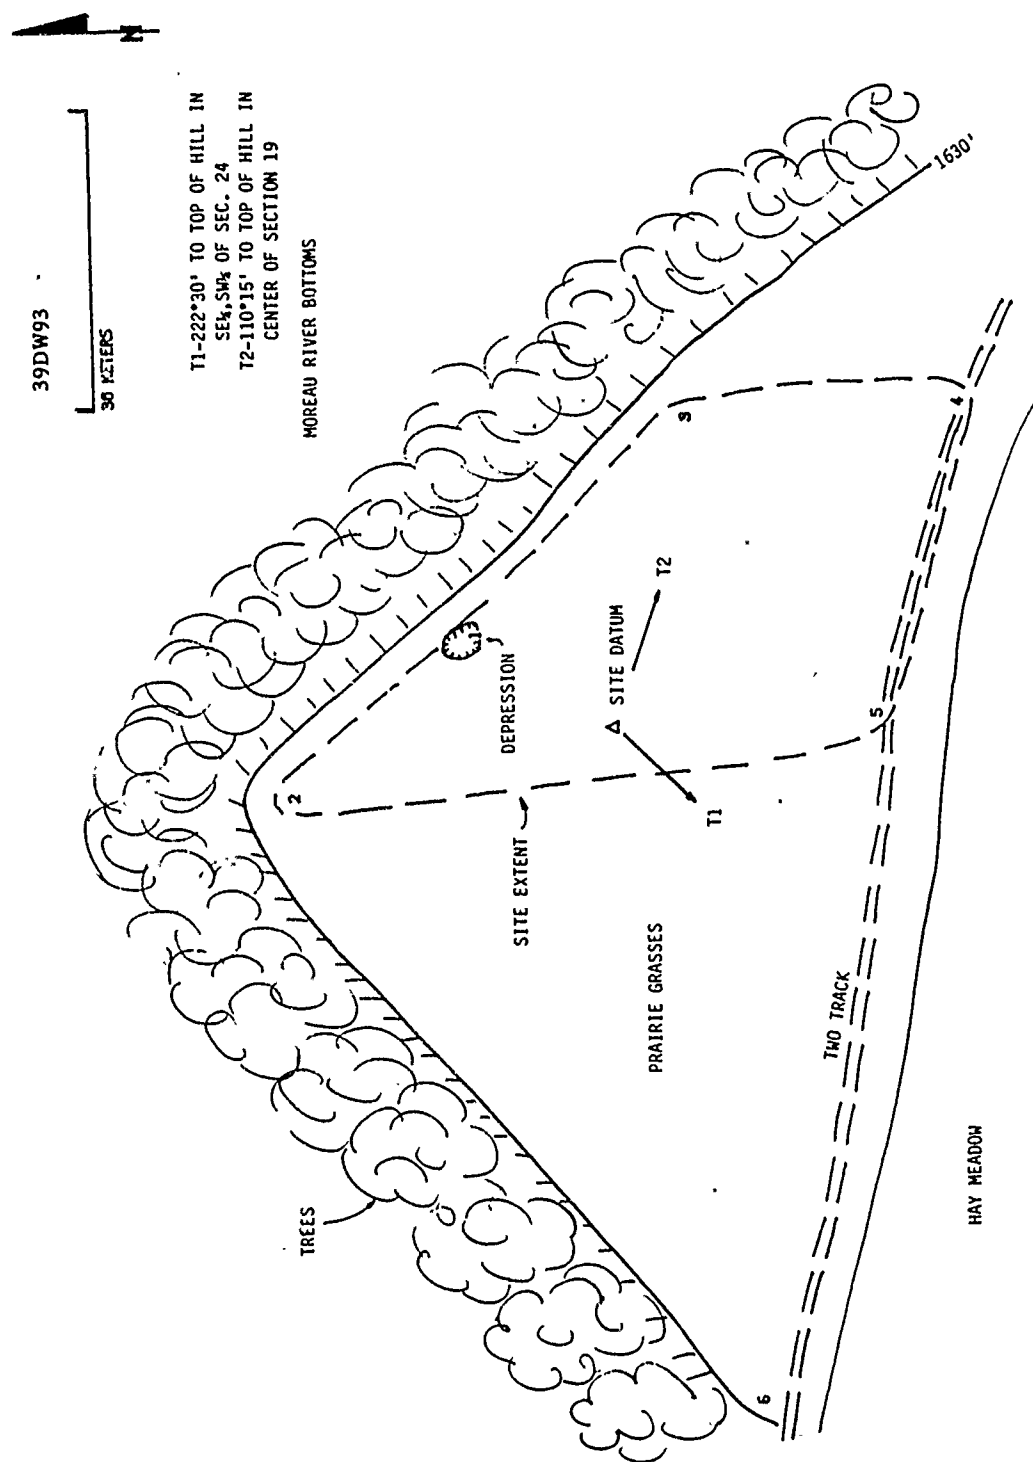 39DW93
N
30 METERS
T1-222°30' TO TOP OF HILL IN
SE¼,SW¼ OF SEC. 24
T2-110°15' TO TOP OF HILL IN
CENTER OF SECTION 19
MOREAU RIVER BOTTOMS
1630'
TREES
2
DEPRESSION
1
3
SITE EXTENT
SITE DATUM
T2
T1
PRAIRIE GRASSES
4
5
6
TWO TRACK
HAY MEADOW